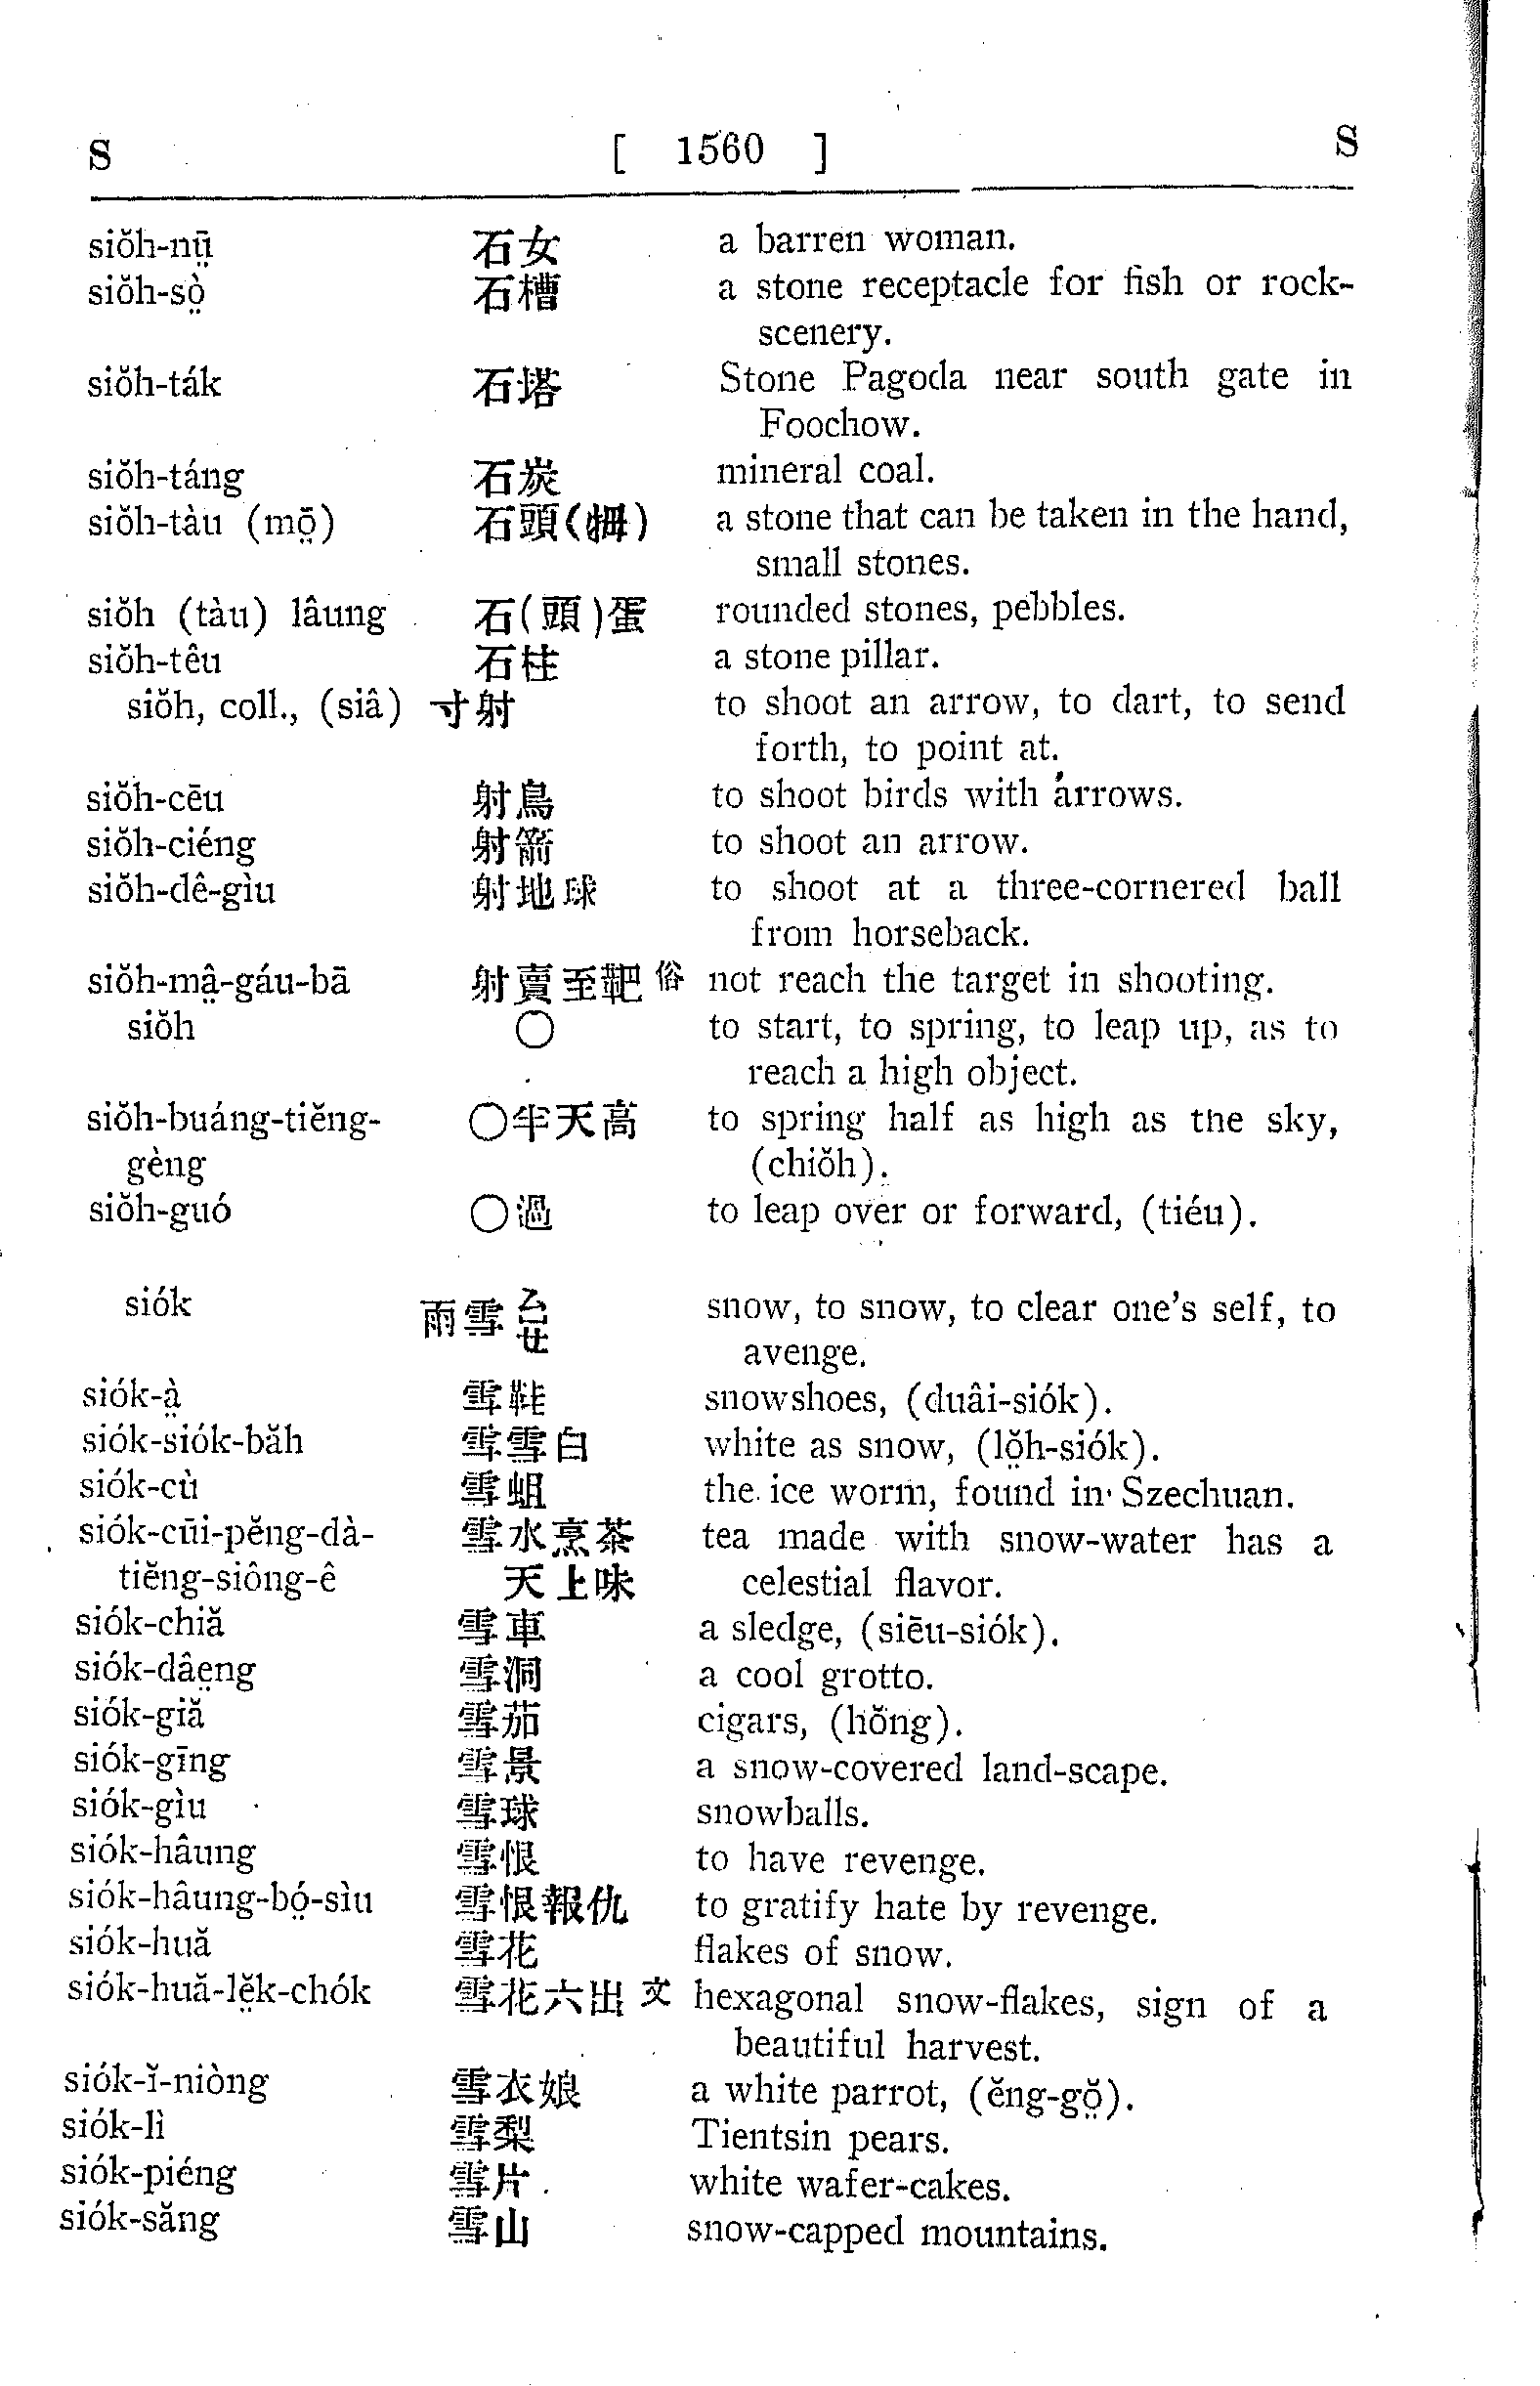 S [ 1560 ] S
siŏh-nṳ̄ 石女 a barren woman.
siŏh-sò̤ 石槽 a stone receptacle for fish or rock-
scenery.
siŏh-ták 石塔 Stone Pagoda near south gate in
Foochow.
siŏh-táng 石炭 mineral coal.
siŏh-tàu (mō̤) 石頭(拇) a stone that can be taken in the hand,
small stones.
siŏh (tàu) lâung 石(頭)蛋 rounded stones, pebbles.
siŏh-têu 石柱 a stone pillar.
siŏh, coll., (siâ) 寸射 to shoot an arrow, to dart, to send
forth, to point at.
siŏh-cēu 射鳥 to shoot birds with arrows.
siŏh-ciéng 射箭 to shoot an arrow.
siŏh-dê-gìu 射地球 to shoot at a three-cornered ball
from horseback.
siŏh-mâ̤-gáu-bā 射賣至靶 俗 not reach the target in shooting.
siŏh 〇 to start, to spring, to leap up, as to
reach a high object.
siŏh-buáng-tiĕng- 〇半天高 to spring half as high as the sky,
gèng (chiŏh).
siŏh-guó 〇過 to leap over or forward, (tiéu).
siók 雨雪 snow, to snow, to clear one's self, to
avenge.
siók-à̤ 雪鞋 snowshoes, (duâi-siók).
siók-siók-băh 雪雪白 white as snow, (lŏ̤h-siók).
siók-cù 雪蛆 the ice worm, found in Szechuan.
siók-cūi-pĕng-dà- 雪水烹茶 tea made with snow-water has a
tiĕng-siông-ê 天上味 celestial flavor.
siók-chiă 雪車 a sledge, (siēu-siók).
siók-dâe̤ng 雪洞 a cool grotto.
siók-giă 雪茄 cigars, (hŏng).
siók-gīng 雪景 a snow-covered land-scape.
siók-gìu 雪球 snowballs.
siók-hâung 雪恨 to have revenge.
siók-hâung-bó̤-sìu 雪恨報仇 to gratify hate by revenge.
siók-huă 雪花 flakes of snow.
siók-huă-lĕ̤k-chók 雪花六出 文 hexagonal snow-flakes, sign of a
beautiful harvest.
siók-ĭ-niòng 雪衣娘 a white parrot, (ĕng-gŏ̤).
siók-lì 雪梨 Tientsin pears.
siók-piéng 雪片 white wafer-cakes.
siók-săng 雪山 snow-capped mountains.